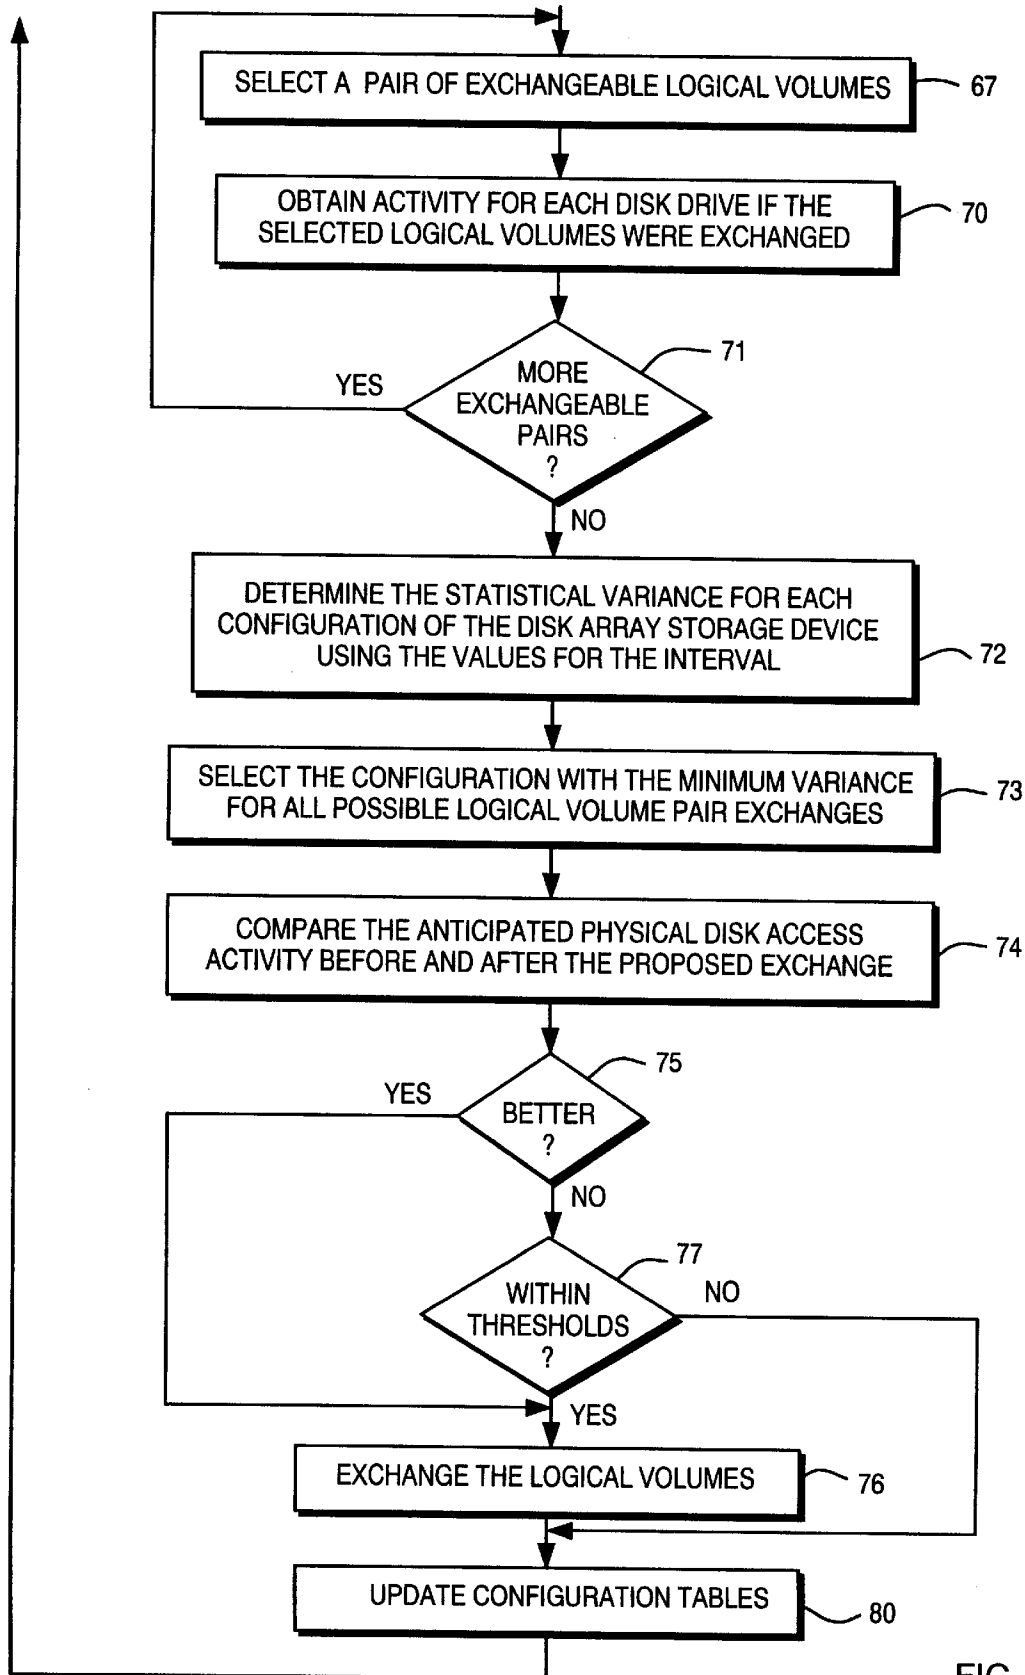 SELECT A PAIR OF EXCHANGEABLE LOGICAL VOLUMES
67
OBTAIN ACTIVITY FOR EACH DISK DRIVE IF THE
SELECTED LOGICAL VOLUMES WERE EXCHANGED
70
71
MORE
EXCHANGEABLE
PAIRS
?
YES
NO
DETERMINE THE STATISTICAL VARIANCE FOR EACH
CONFIGURATION OF THE DISK ARRAY STORAGE DEVICE
USING THE VALUES FOR THE INTERVAL
72
SELECT THE CONFIGURATION WITH THE MINIMUM VARIANCE
FOR ALL POSSIBLE LOGICAL VOLUME PAIR EXCHANGES
73
COMPARE THE ANTICIPATED PHYSICAL DISK ACCESS
ACTIVITY BEFORE AND AFTER THE PROPOSED EXCHANGE
74
75
YES
BETTER
?
NO
77
NO
WITHIN
THRESHOLDS
?
YES
EXCHANGE THE LOGICAL VOLUMES
76
UPDATE CONFIGURATION TABLES
80